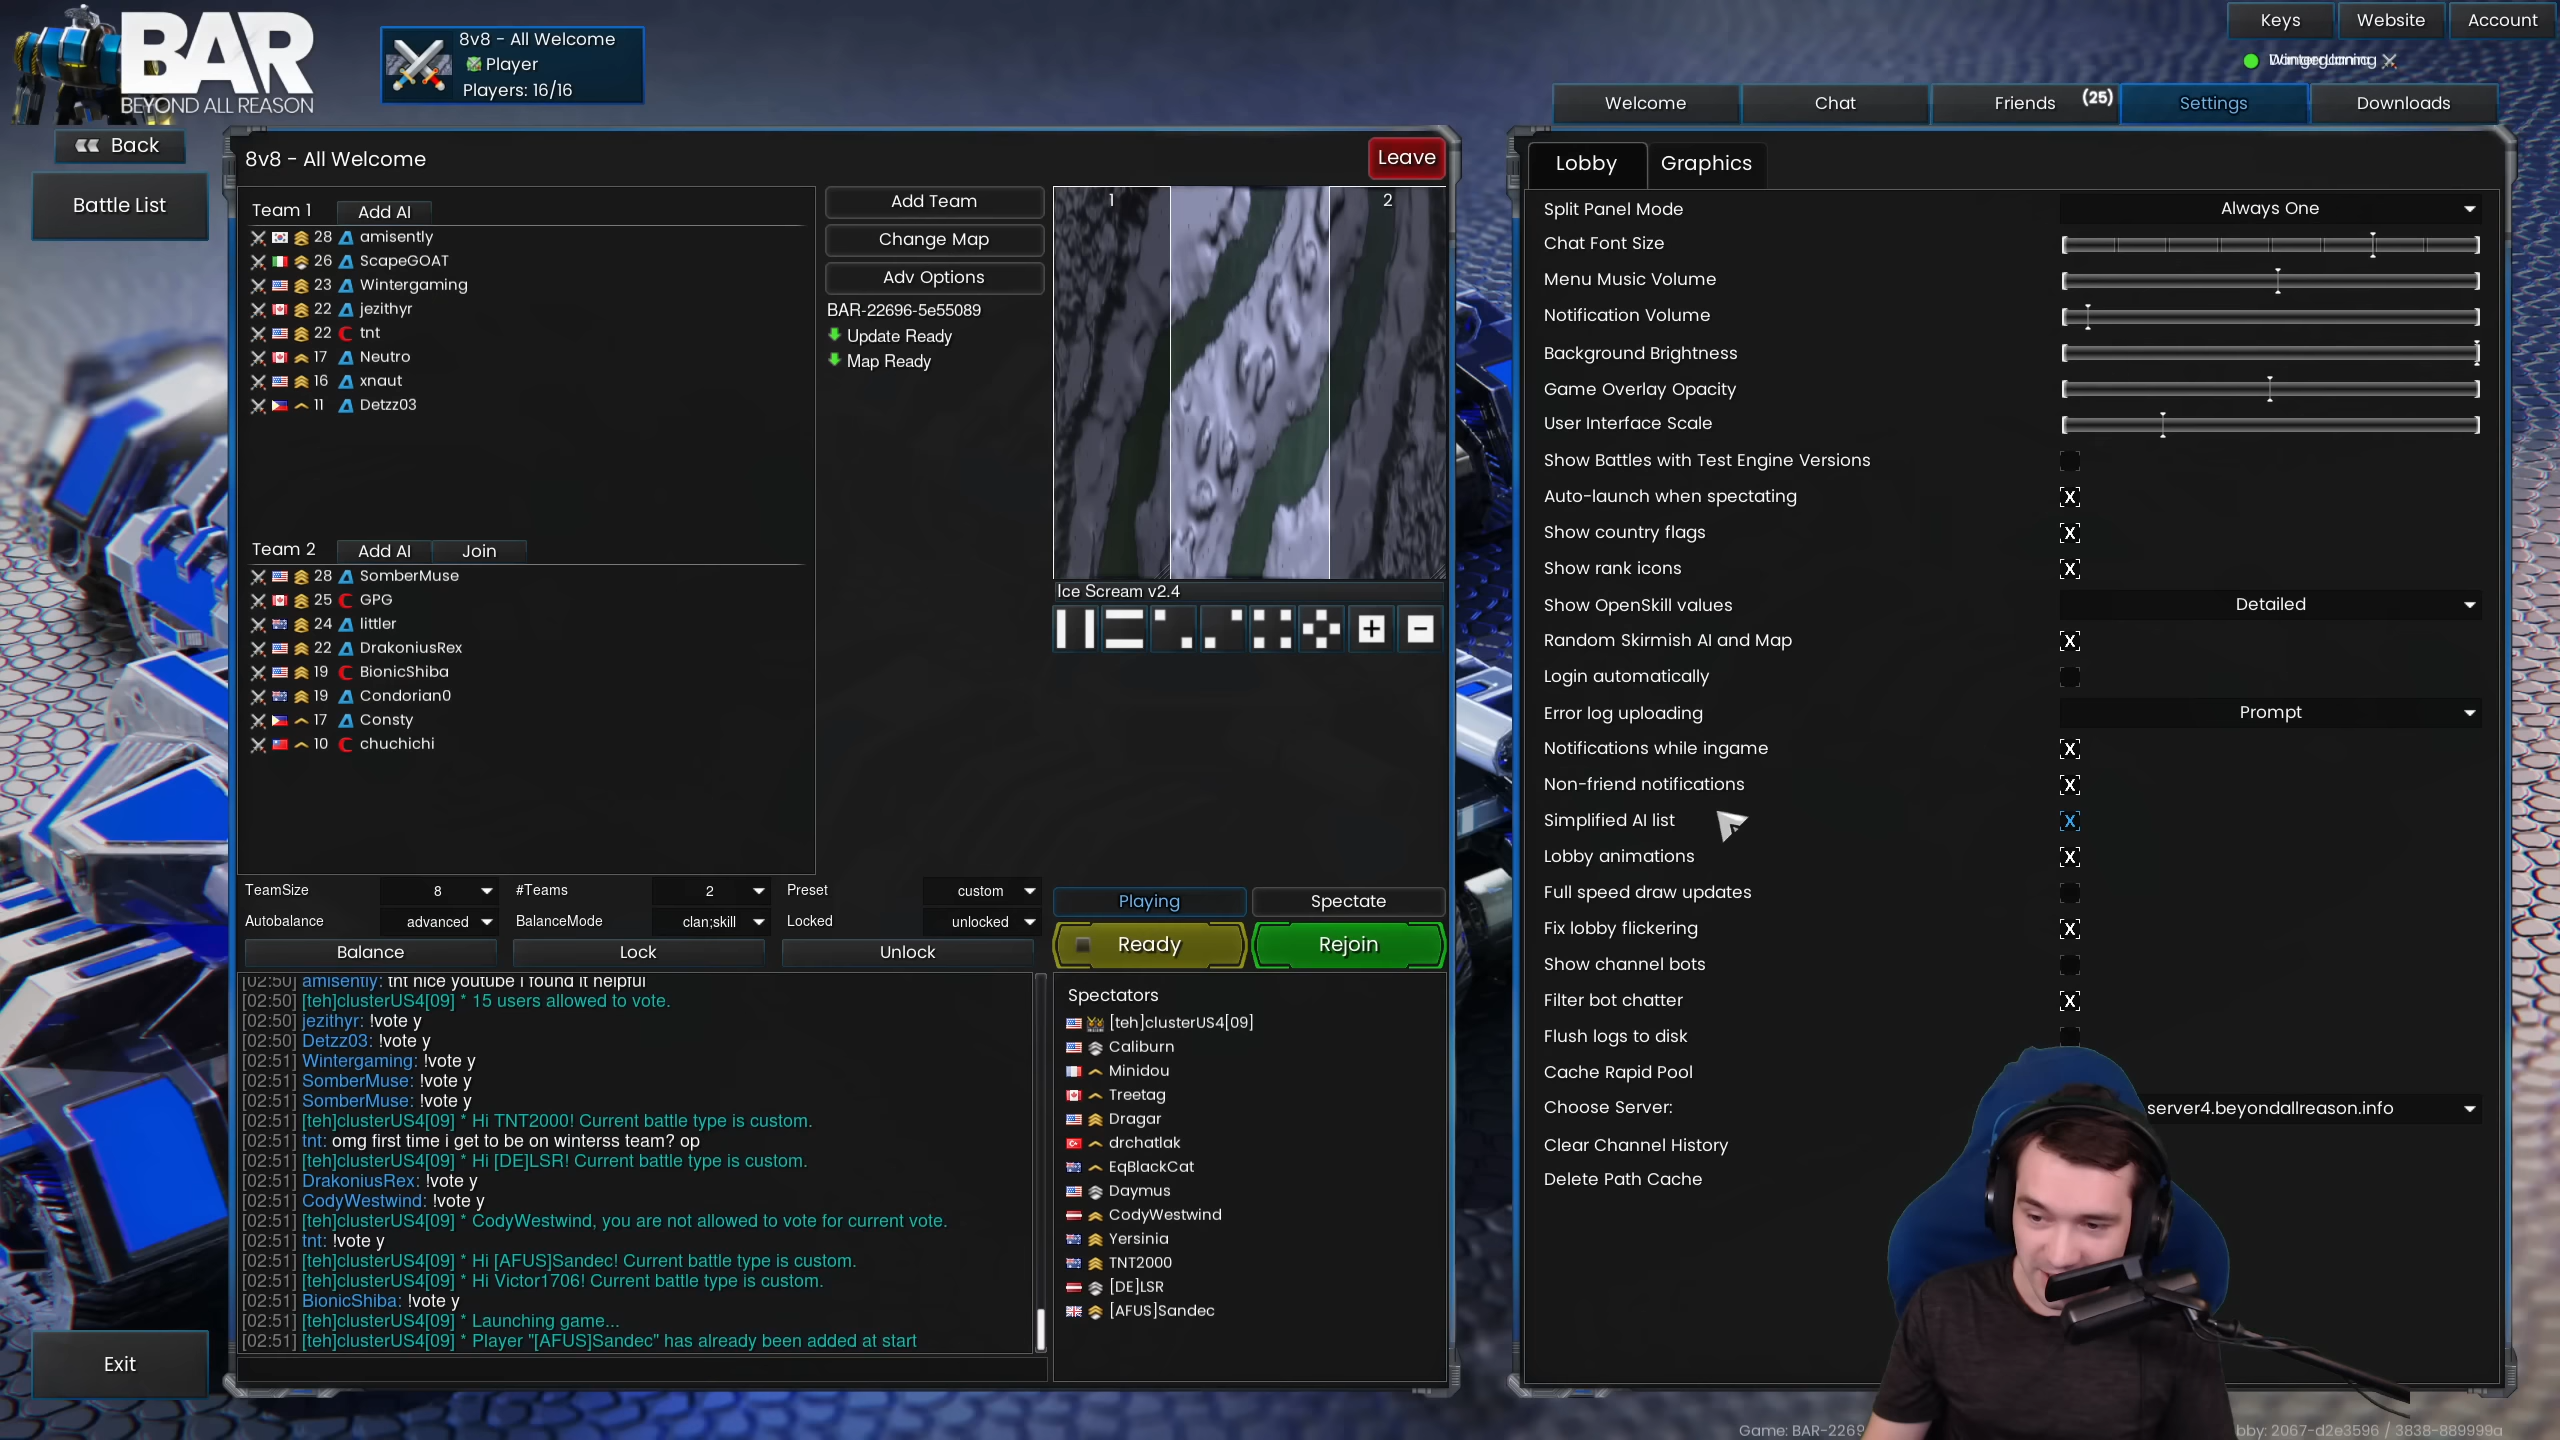 BAR
BEYOND ALL REASON
8v8 - All Welcome
Player
Players: 16/16
Keys
Website
Account
Welcome
Chat
Friends
(25)
Settings
Downloads
Back
Battle List
8v8 - All Welcome
Leave
Team 1
Add AI
28 amisently
26 ScapeGOAT
23 Wintergaming
22 jezithyr
22 tnt
17 Neutro
16 xnaut
11 Detzz03
Team 2
Add AI
Join
28 SomberMuse
25 GPG
24 littler
22 DrakoniusRex
19 BionicShiba
19 Condorian0
17 Consty
10 chuchichi
Add Team
Change Map
Adv Options
BAR-22696-5e55089
Update Ready
Map Ready
1
2
Ice Scream v2.4
TeamSize
8
#Teams
2
Preset
custom
Autobalance
advanced
BalanceMode
clan;skill
Locked
unlocked
Balance
Lock
Unlock
Playing
Spectate
Ready
Rejoin
[02:50] amisently: tnt nice youtube i found it helpful
[02:50] [teh]clusterUS4[09] * 15 users allowed to vote.
[02:50] jezithyr: !vote y
[02:50] Detzz03: !vote y
[02:51] Wintergaming: !vote y
[02:51] SomberMuse: !vote y
[02:51] SomberMuse: !vote y
[02:51] [teh]clusterUS4[09] * Hi TNT2000! Current battle type is custom.
[02:51] tnt: omg first time i get to be on winterss team? op
[02:51] [teh]clusterUS4[09] * Hi [DE]LSR! Current battle type is custom.
[02:51] DrakoniusRex: !vote y
[02:51] CodyWestwind: !vote y
[02:51] [teh]clusterUS4[09] * CodyWestwind, you are not allowed to vote for current vote.
[02:51] tnt: !vote y
[02:51] [teh]clusterUS4[09] * Hi [AFUS]Sandec! Current battle type is custom.
[02:51] [teh]clusterUS4[09] * Hi Victor1706! Current battle type is custom.
[02:51] BionicShiba: !vote y
[02:51] [teh]clusterUS4[09] * Launching game...
[02:51] [teh]clusterUS4[09] * Player "[AFUS]Sandec" has already been added at start
Spectators
[teh]clusterUS4[09]
Caliburn
Minidou
Treetag
Dragar
drchatlak
EqBlackCat
Daymus
CodyWestwind
Yersinia
TNT2000
[DE]LSR
[AFUS]Sandec
Exit
Lobby
Graphics
Split Panel Mode
Always One
Chat Font Size
Menu Music Volume
Notification Volume
Background Brightness
Game Overlay Opacity
User Interface Scale
Show Battles with Test Engine Versions
Auto-launch when spectating
Show country flags
Show rank icons
Show OpenSkill values
Detailed
Random Skirmish AI and Map
Login automatically
Error log uploading
Prompt
Notifications while ingame
Non-friend notifications
Simplified AI list
Lobby animations
Full speed draw updates
Fix lobby flickering
Show channel bots
Filter bot chatter
Flush logs to disk
Cache Rapid Pool
Choose Server:
server4.beyondallreason.info
Clear Channel History
Delete Path Cache
Game: BAR-2269
bby: 2067-d2e3596 / 3838-889999a